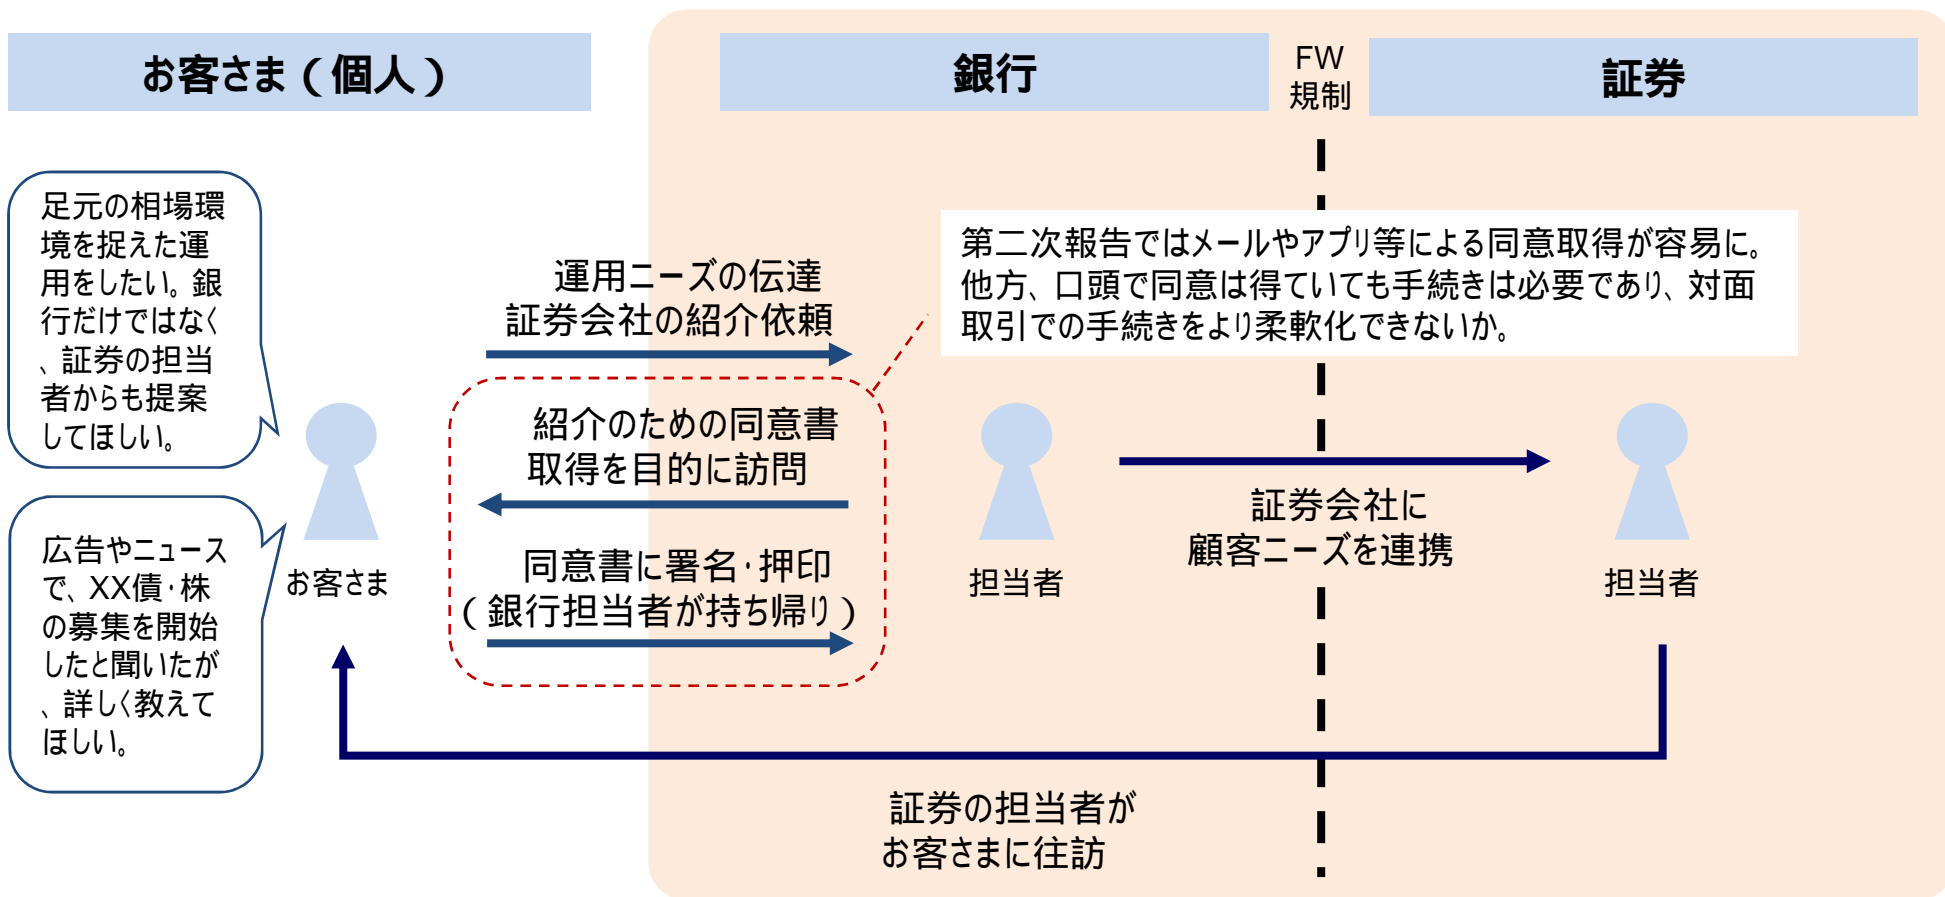 お客さま（個人）
銀行
FW
規制
証券
足元の相場環
境を捉えた運
用をしたい。銀
行だけではなく
、証券の担当
者からも提案
してほしい。
広告やニュース
で、XX債・株
の募集を開始
したと聞いたが
、詳しく教えて
ほしい。
お客さま
運用ニーズの伝達
証券会社の紹介依頼
紹介のための同意書
取得を目的に訪問
同意書に署名・押印
（銀行担当者が持ち帰り）
第二次報告ではメールやアプリ等による同意取得が容易に。
他方、口頭で同意は得ていても手続きは必要であり、対面
取引での手続きをより柔軟化できないか。
担当者
証券会社に
顧客ニーズを連携
担当者
証券の担当者が
お客さまに往訪